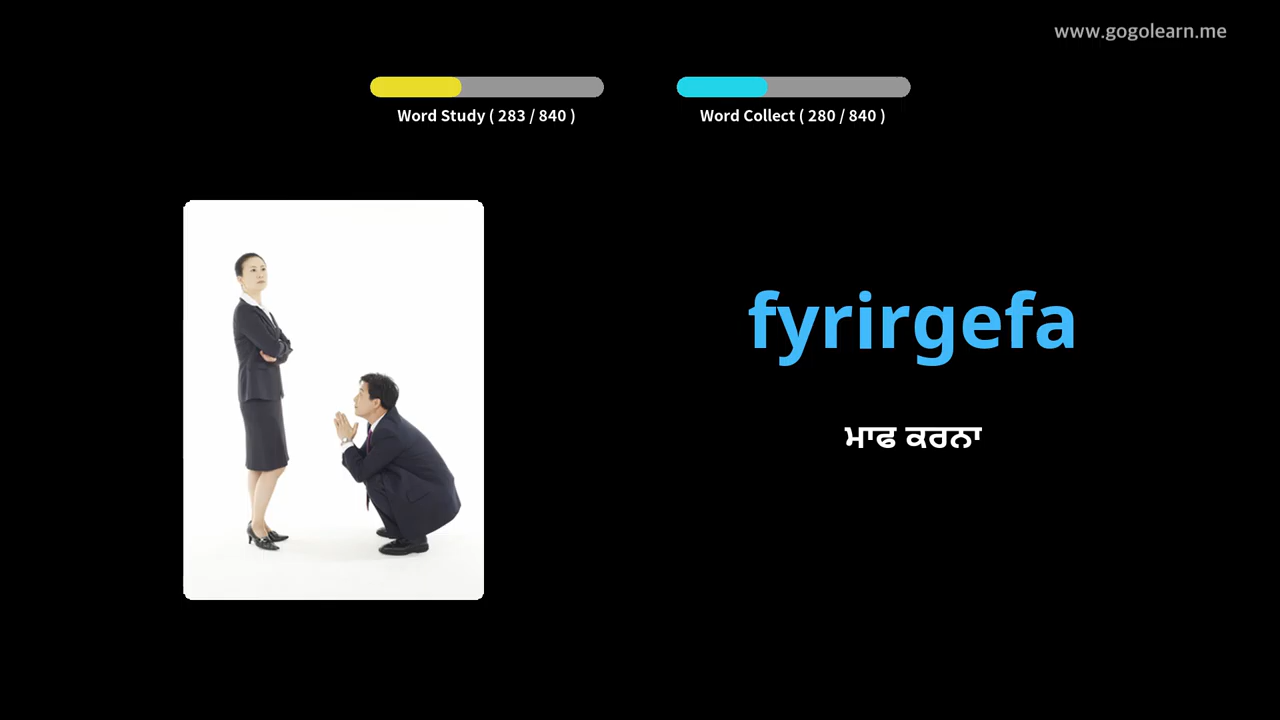 www.gogolearn.me
Word Study ( 283 / 840 )
Word Collect ( 280 / 840 )
fyrirgefa
ਮਾਫ ਕਰਨਾ